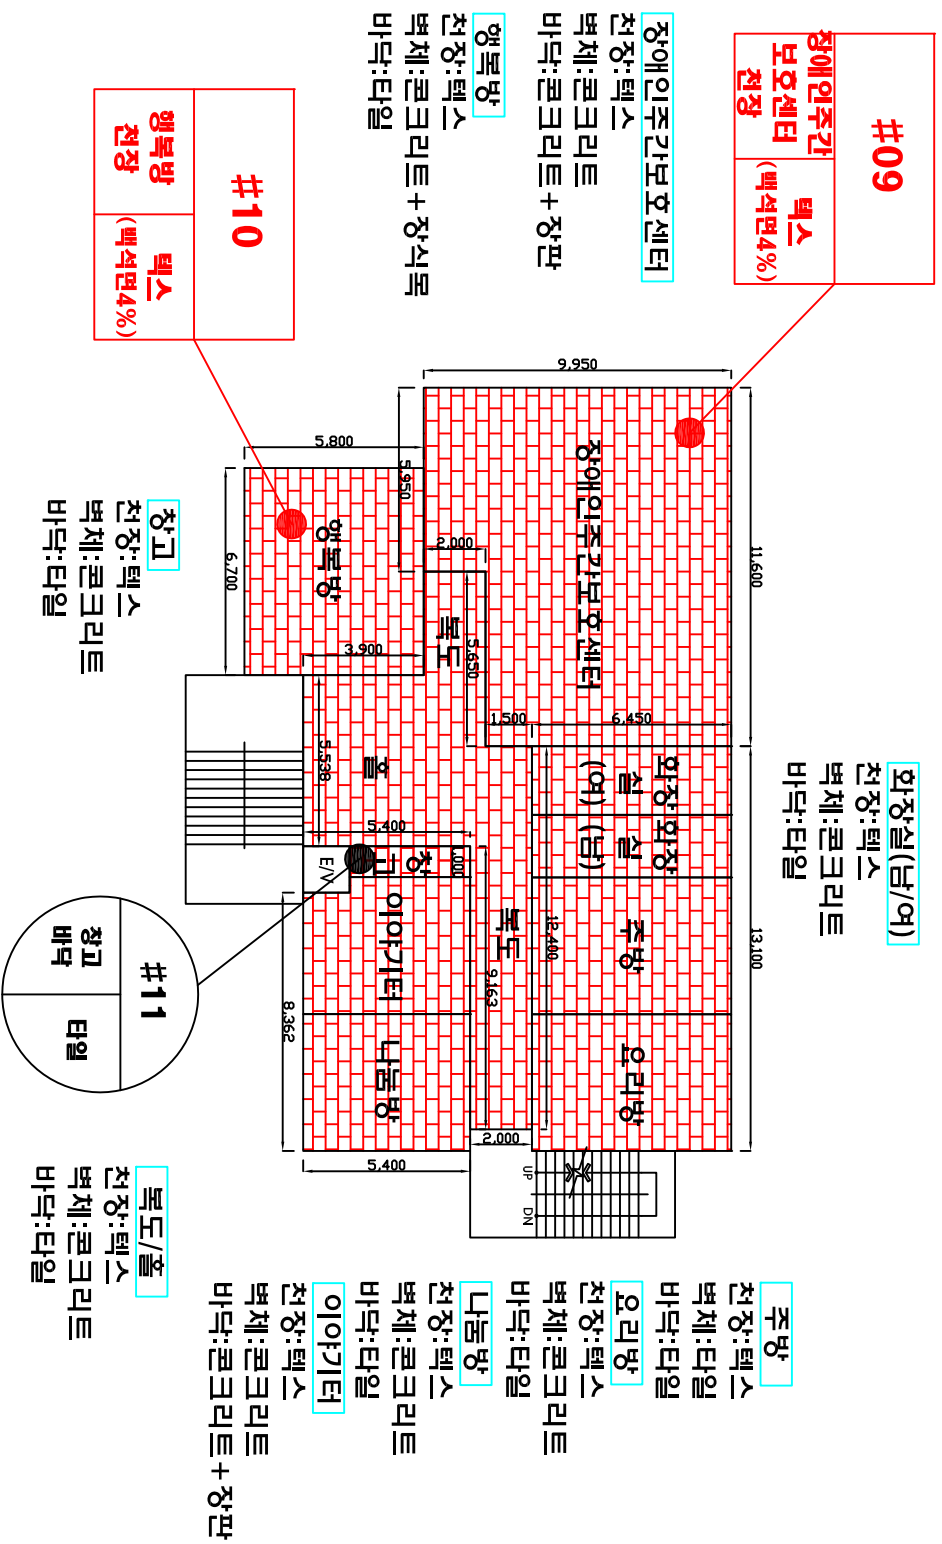 #09
장애인주간
보호센터
천장
텍스
(백석면4%)
장애인주간보호센터
천장:텍스
벽체:콘크리트
바닥:콘크리트+장판
행복방
천장:텍스
벽체:콘크리트+장식목
바닥:타일
#10
행복방
천장
텍스
(백석면4%)
화장실(남/여)
천장:텍스
벽체:콘크리트
바닥:타일
11,600
13,100
9,950
장애인주간보호센터
6,450
1,500
화장
실
(여)
화장
실
(남)
주방
요리방
12,400
복도
9,163
2,000
UP
DN
5,950
2,000
5,650
복도
5,800
행복방
6,700
3,900
홀
5,538
5,400
창
고
1,000
E/V
이야기터
나눔방
8,362
5,400
창고
천장:텍스
벽체:콘크리트
바닥:타일
#11
창고
바닥
타일
복도/홀
천장:텍스
벽체:콘크리트
바닥:타일
주방
천장:텍스
벽체:타일
바닥:타일
요리방
천장:텍스
벽체:콘크리트
바닥:타일
나눔방
천장:텍스
벽체:콘크리트
바닥:타일
이야기터
천장:텍스
벽체:콘크리트
바닥:콘크리트+장판